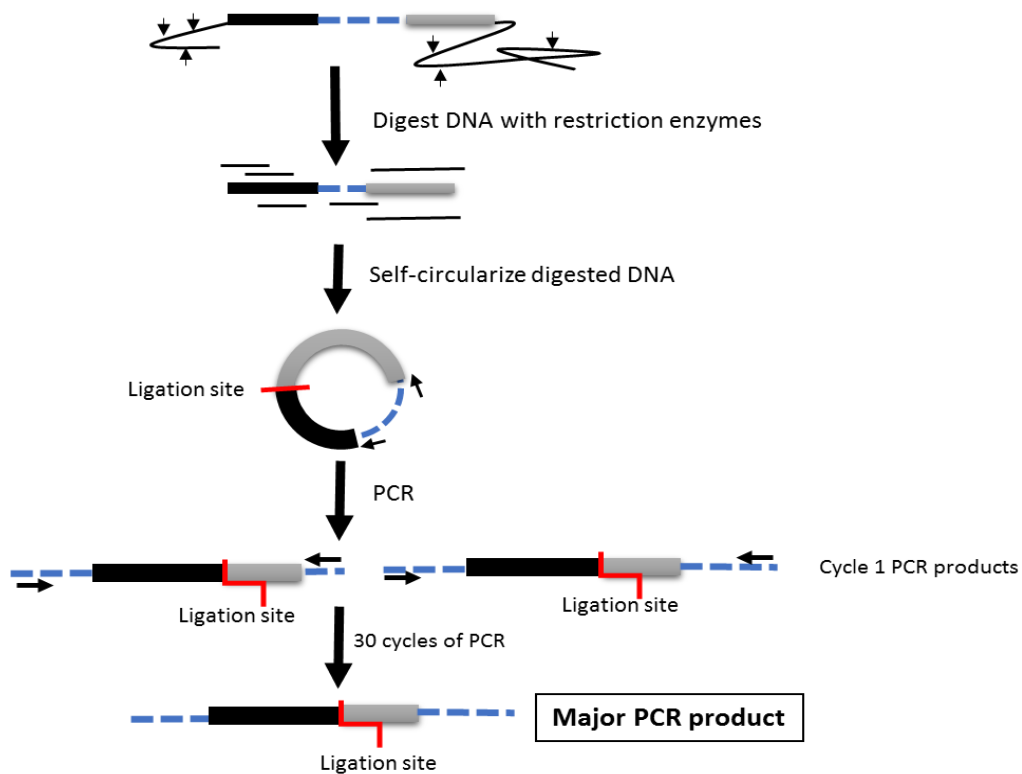 Digest DNA with restriction enzymes
Self-circularize digested DNA
Ligation site
PCR
Cycle 1 PCR products
Ligation site
Ligation site
30 cycles of PCR
Major PCR product
Ligation site